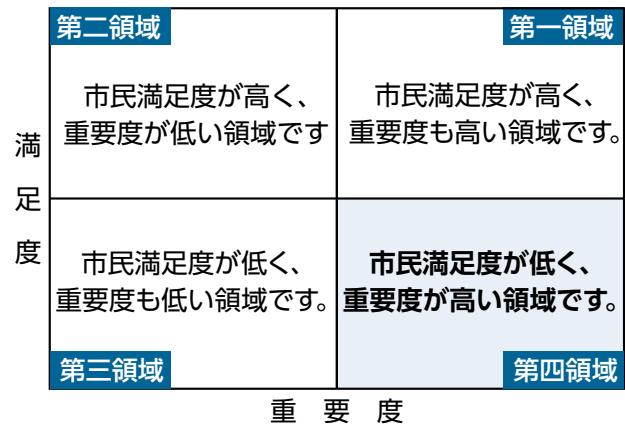 第二領域
市民満足度が高く、
重要度が低い領域です
第一領域
市民満足度が高く、
重要度も高い領域です。
満足度
市民満足度が低く、
重要度も低い領域です。
第三領域
市民満足度が低く、
重要度が高い領域です。
第四領域
重要度